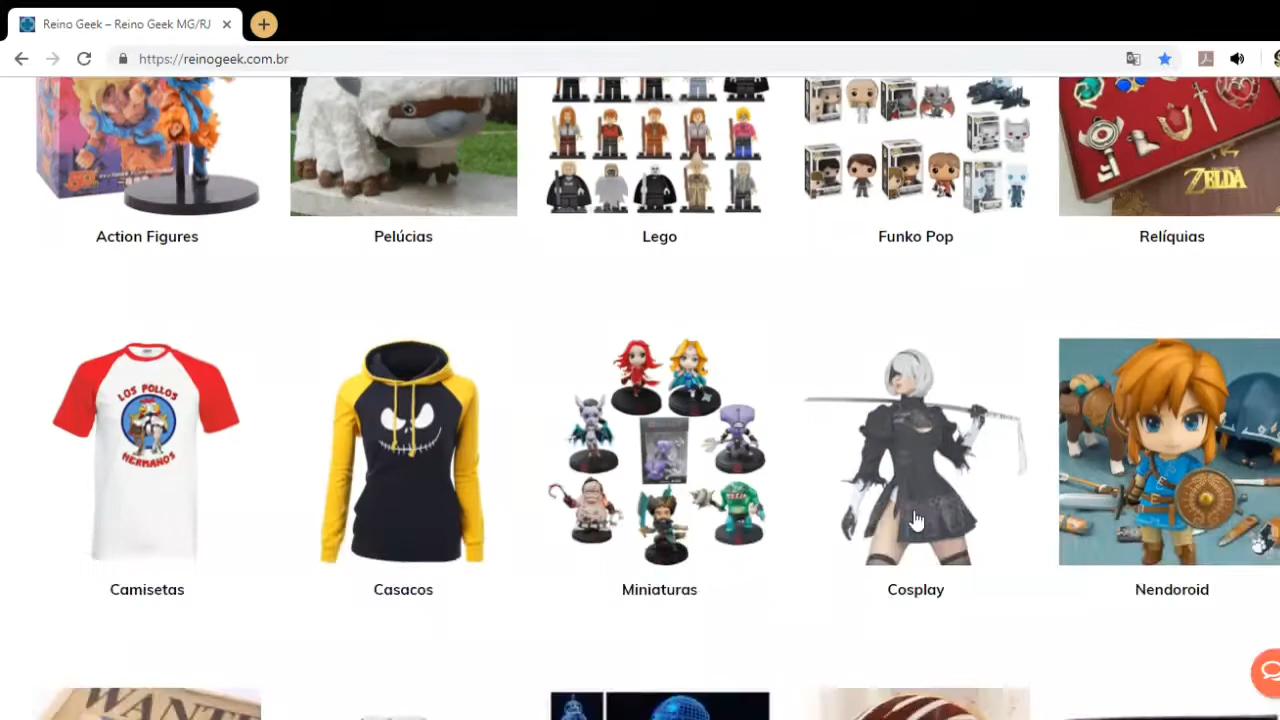 Reino Geek – Reino Geek MG/RJ
https://reinogeek.com.br
ZELDA
Action Figures
Pelúcias
Lego
Funko Pop
Relíquias
LOS POLLOS
HERMANOS
Camisetas
Casacos
Miniaturas
Cosplay
Nendoroid
WANTE